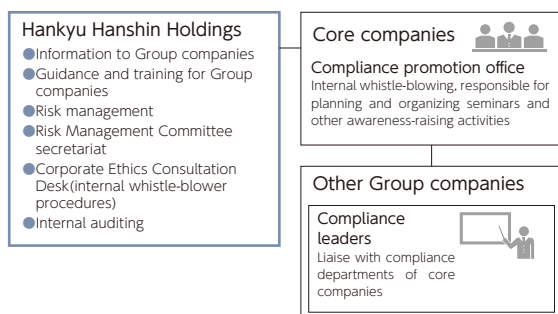 Hankyu Hanshin Holdings
●Information to Group companies
●Guidance and training for Group
companies
●Risk management
●Risk Management Committee
secretariat
●Corporate Ethics Consultation
Desk(internal whistle-blower
procedures)
●Internal auditing
Core companies
Compliance promotion office
Internal whistle-blowing, responsible for
planning and organizing seminars and
other awareness-raising activities
Other Group companies
Compliance
leaders
Liaise with compliance
departments of core
companies